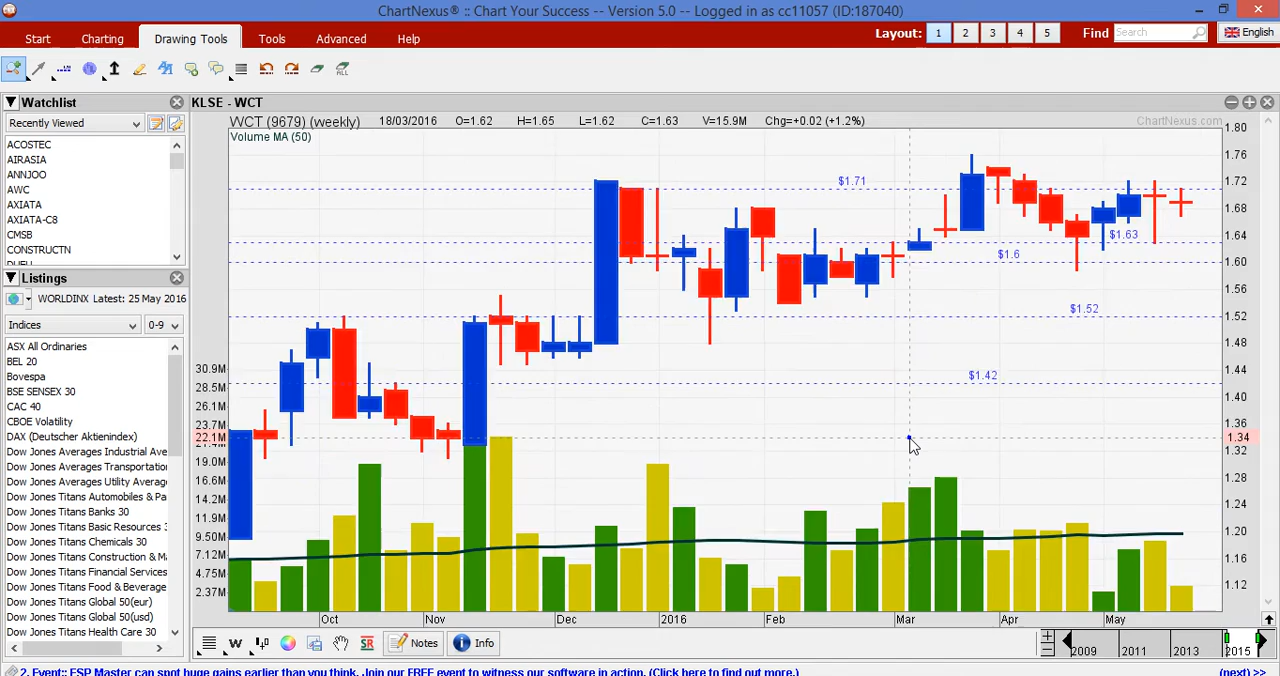 ChartNexus® :: Chart Your Success -- Version 5.0 -- Logged in as cc11057 (ID:187040)
Start Charting Drawing Tools Tools Advanced Help Layout: 1 2 3 4 5 Find Search English
ALL
Watchlist
Recently Viewed
ACOSTEC
AIRASIA
ANNJOO
AWC
AXIATA
AXIATA-C8
CMSB
CONSTRUCTN
Listings
WORLDINX Latest: 25 May 2016
Indices 0-9
ASX All Ordinaries
BEL 20
Bovespa
BSE SENSEX 30
CAC 40
CBOE Volatility
DAX (Deutscher Aktienindex)
Dow Jones Averages Industrial Ave
Dow Jones Averages Transportation
Dow Jones Averages Utility Average
Dow Jones Titans Automobiles & Pa
Dow Jones Titans Banks 30
Dow Jones Titans Basic Resources
Dow Jones Titans Chemicals 30
Dow Jones Titans Construction & M
Dow Jones Titans Financial Services
Dow Jones Titans Food & Beverage
Dow Jones Titans Global 50(eur)
Dow Jones Titans Global 50(usd)
Dow Jones Titans Health Care 30
KLSE - WCT
WCT (9679) (weekly) 18/03/2016 O=1.62 H=1.65 L=1.62 C=1.63 V=15.9M Chg=+0.02 (+1.2%) ChartNexus.com
Volume MA (50)
$1.71
$1.63
$1.6
$1.52
$1.42
1.80
1.76
1.72
1.68
1.64
1.60
1.56
1.52
1.48
1.44
1.40
1.36
1.34
1.32
1.28
1.24
1.20
1.16
1.12
30.9M
28.5M
26.1M
22.1M
19.0M
16.6M
14.2M
11.9M
9.50M
7.12M
4.75M
2.37M
Oct Nov Dec 2016 Feb Mar Apr May
W SR Notes Info
2009 2011 2013 2015
2. Event:: ESP Master can spot huge gains earlier than you think. Join our FREE event to witness our software in action. (Click here to find out more.) (next) >>